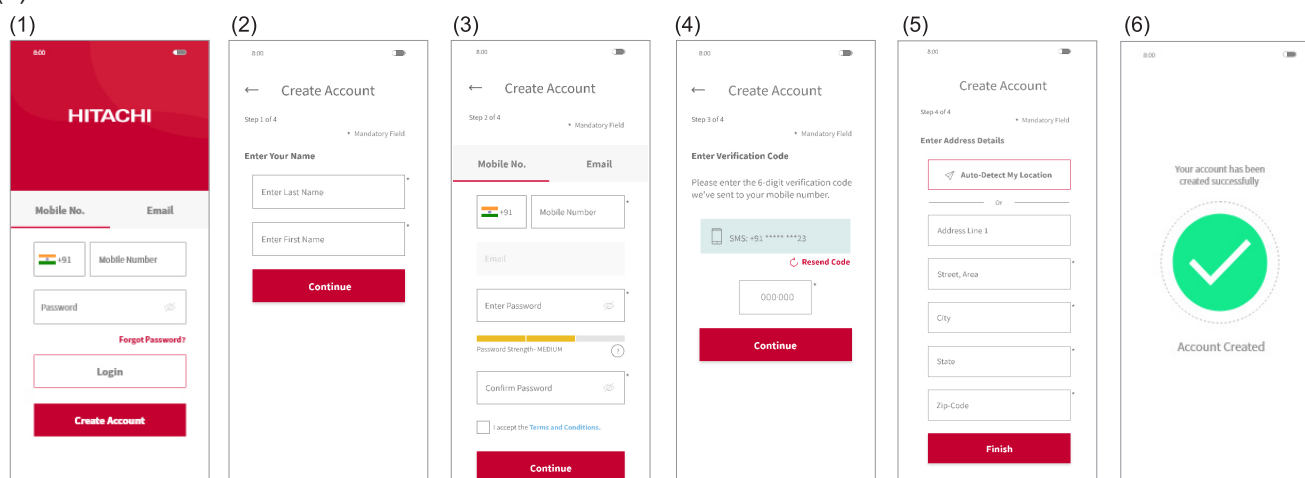 (1)
8:00
HITACHI
Mobile No. Email
+91 Mobile Number
Password
Forgot Password?
Login
Create Account
(2)
8:00
← Create Account
Step 1 of 4
* Mandatory Field
Enter Your Name
Enter Last Name *
Enter First Name *
Continue
(3)
8:00
← Create Account
Step 2 of 4
* Mandatory Field
Mobile No. Email
+91 Mobile Number *
Email
Enter Password *
Password Strength- MEDIUM ?
Confirm Password *
I accept the Terms and Conditions.
Continue
(4)
8:00
← Create Account
Step 3 of 4
* Mandatory Field
Enter Verification Code
Please enter the 6-digit verification code
we've sent to your mobile number.
SMS: +91 ***** ***23
Resend Code
000-000 *
Continue
(5)
8:00
Create Account
Step 4 of 4
* Mandatory Field
Enter Address Details
Auto-Detect My Location
Or
Address Line 1
Street, Area *
City *
State *
Zip-Code *
Finish
(6)
8:00
Your account has been
created successfully
Account Created